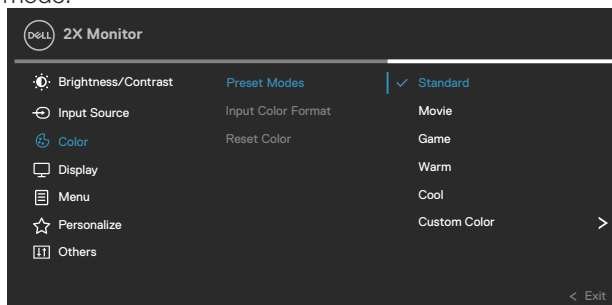 mode.
DELL 2X Monitor
Brightness/Contrast Preset Modes Standard
Input Source Input Color Format Movie
Color Reset Color Game
Display Warm
Menu Cool
Personalize Custom Color >
Others
< Exit